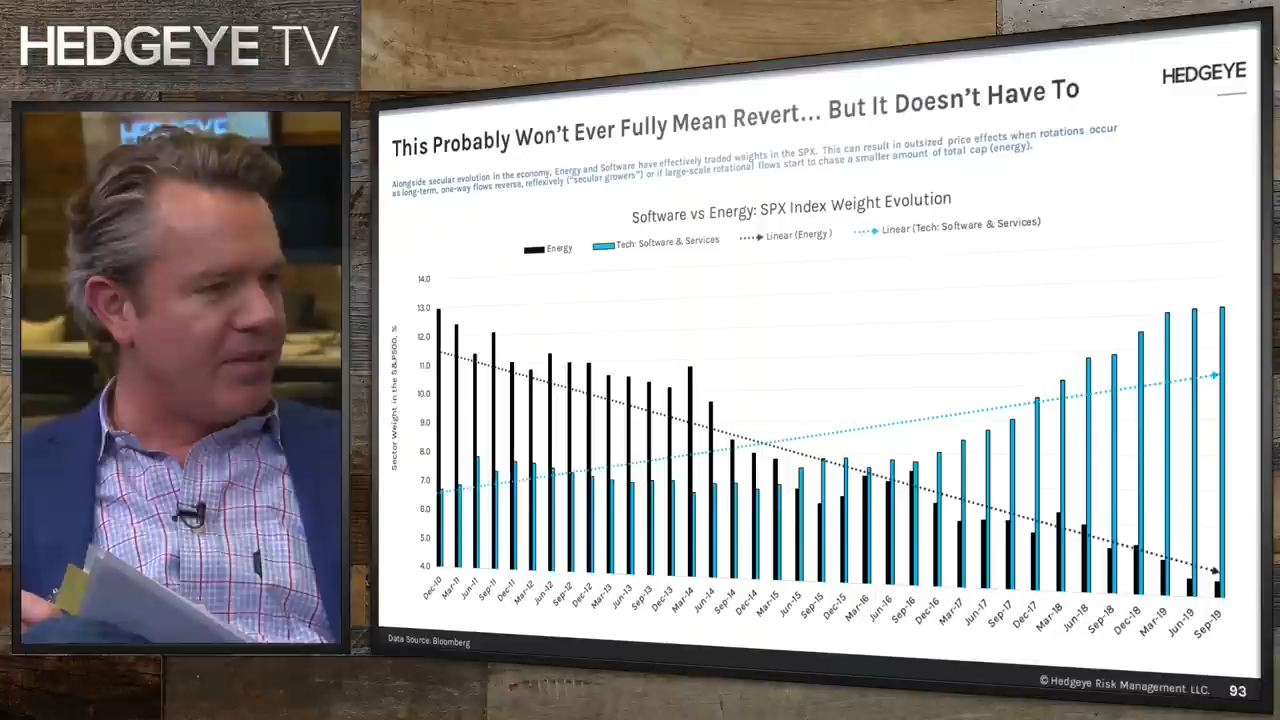 HEDGEYE TV
HEDGEYE
HEDGEYE
This Probably Won't Ever Fully Mean Revert... But It Doesn't Have To
Alongside secular evolution in the economy, Energy and Software have effectively traded weights in the SPX. This can result in outsized price effects when rotations occur
as long-term, one-way flows reverse, reflexively ("secular growers") or if large-scale rotational flows start to chase a smaller amount of total cap (energy).
Software vs Energy: SPX Index Weight Evolution
Energy Tech: Software & Services Linear (Energy ) Linear (Tech: Software & Services)
Sector Weight in the S&P500, %
14.0
13.0
12.0
11.0
10.0
9.0
8.0
7.0
6.0
5.0
4.0
Dec-10 Mar-11 Jun-11 Sep-11 Dec-11 Mar-12 Jun-12 Sep-12 Dec-12 Mar-13 Jun-13 Sep-13 Dec-13 Mar-14 Jun-14 Sep-14 Dec-14 Mar-15 Jun-15 Sep-15 Dec-15 Mar-16 Jun-16 Sep-16 Dec-16 Mar-17 Jun-17 Sep-17 Dec-17 Mar-18 Jun-18 Sep-18 Dec-18 Mar-19 Jun-19 Sep-19
Data Source: Bloomberg
© Hedgeye Risk Management LLC. 93